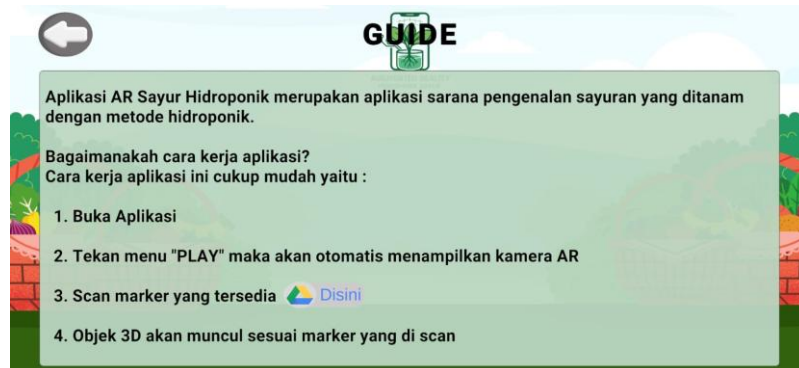 GUIDE
Aplikasi AR Sayur Hidroponik merupakan aplikasi sarana pengenalan sayuran yang ditanam
dengan metode hidroponik.
Bagaimanakah cara kerja aplikasi?
Cara kerja aplikasi ini cukup mudah yaitu :
1. Buka Aplikasi
2. Tekan menu "PLAY" maka akan otomatis menampilkan kamera AR
3. Scan marker yang tersedia Disini
4. Objek 3D akan muncul sesuai marker yang di scan